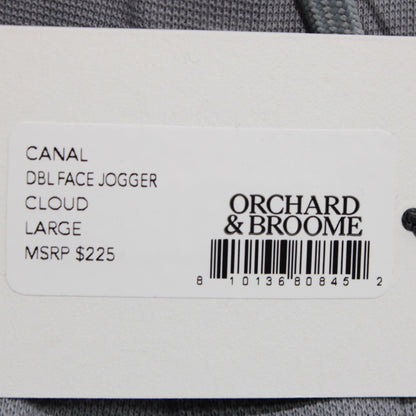 CANAL
DBL FACE JOGGER
CLOUD
LARGE
MSRP $225
ORCHARD
& BROOME
8 10136 80845 2